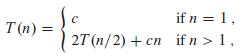 T(n) = { c if n = 1 ,
2T(n/2) + cn if n > 1 ,